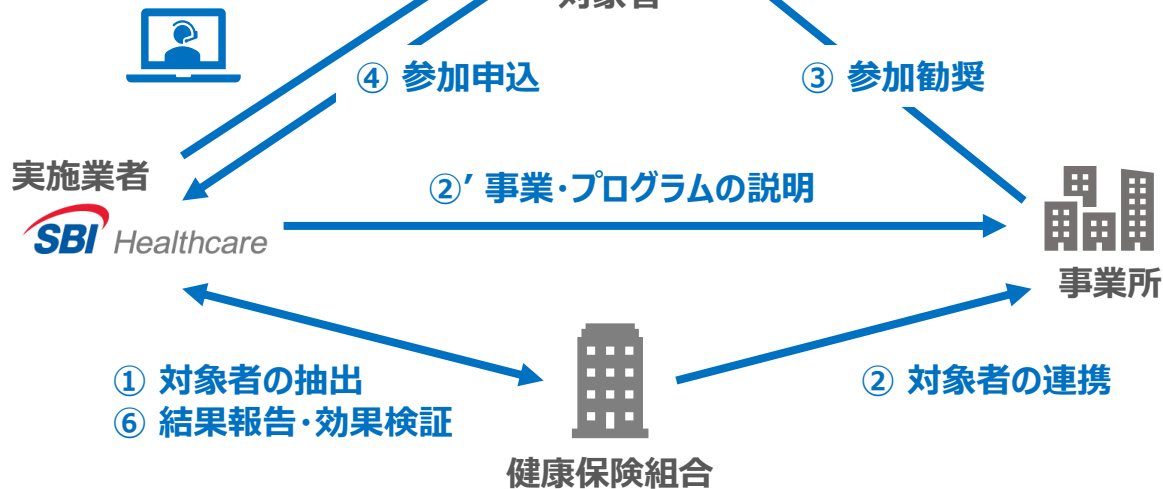 対象者
④ 参加申込
③ 参加勧奨
実施業者
SBI Healthcare
②’ 事業・プログラムの説明
事業所
① 対象者の抽出
⑥ 結果報告・効果検証
② 対象者の連携
健康保険組合